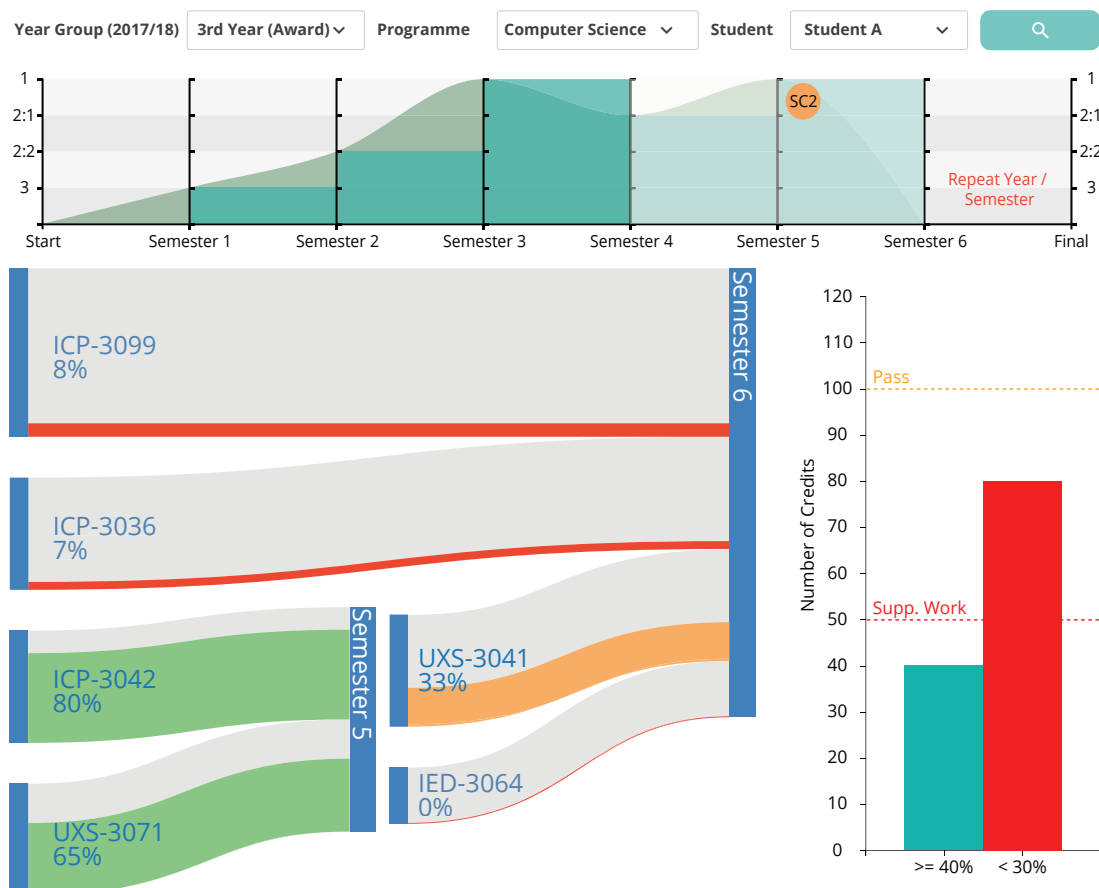 Year Group (2017/18) 3rd Year (Award) Programme Computer Science Student Student A
1 1
2:1 2:1
SC2
2:2 2:2
3 3
Repeat Year /
Semester
Start Semester 1 Semester 2 Semester 3 Semester 4 Semester 5 Semester 6 Final
ICP-3099
8%
ICP-3036
7%
ICP-3042
80%
UXS-3071
65%
Semester 5
UXS-3041
33%
IED-3064
0%
Semester 6
Number of Credits
120
110
100
90
80
70
60
50
40
30
20
10
0
Pass
Supp. Work
>= 40% < 30%